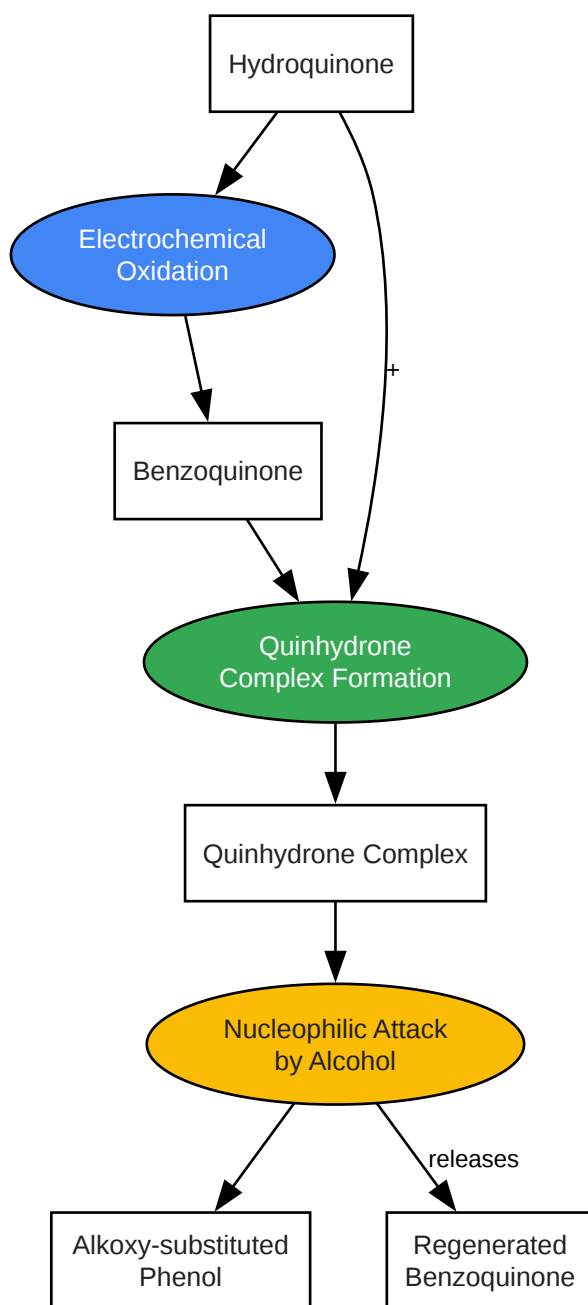 Hydroquinone
Electrochemical
Oxidation
+
Benzoquinone
Quinhydrone
Complex Formation
Quinhydrone Complex
Nucleophilic Attack
by Alcohol
releases
Alkoxy-substituted
Phenol
Regenerated
Benzoquinone